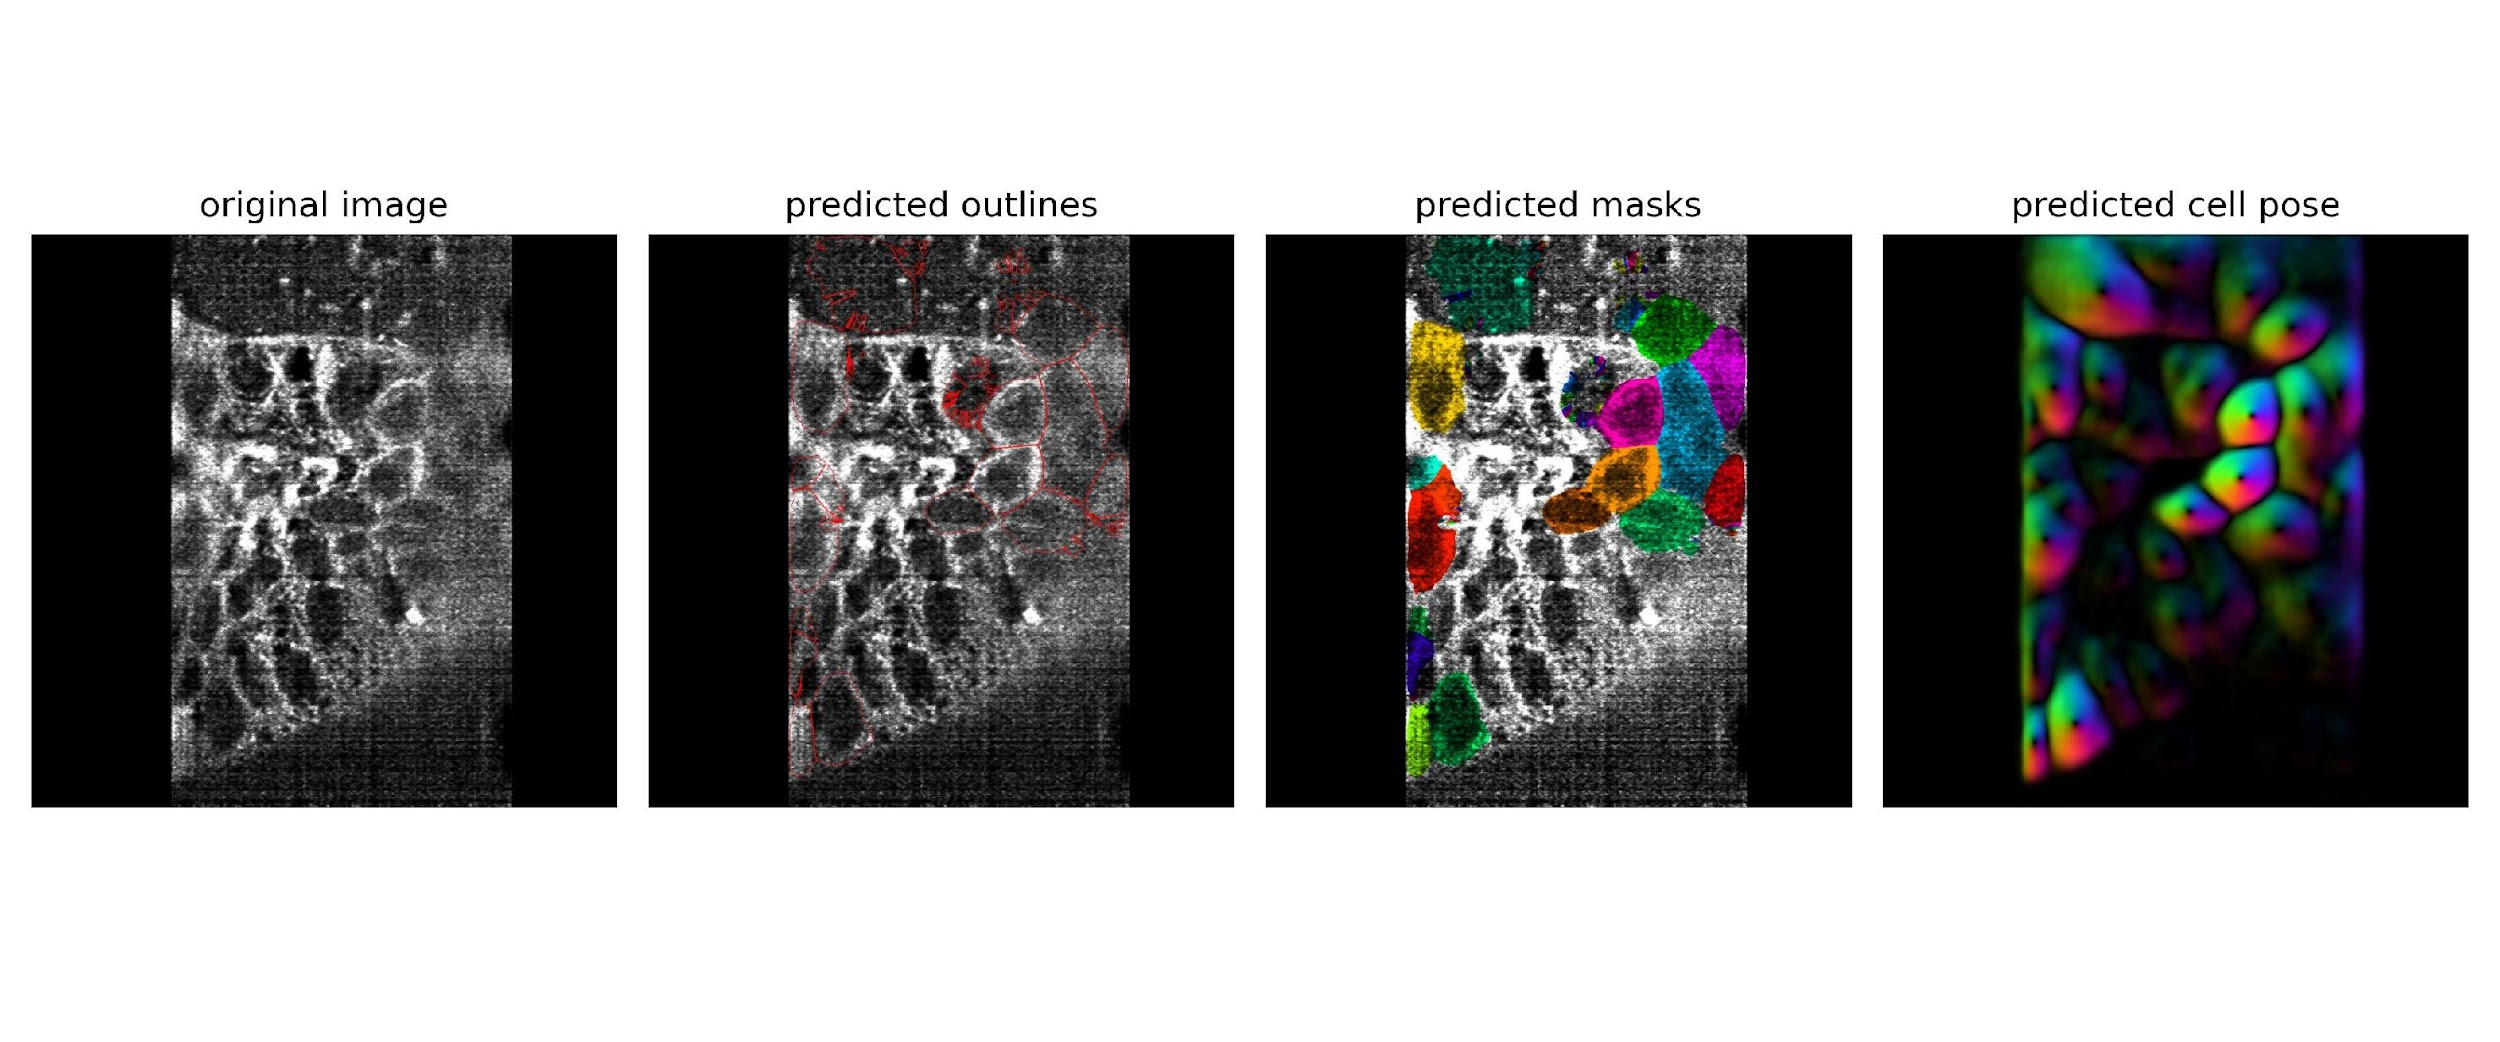 original image
predicted outlines
predicted masks
predicted cell pose